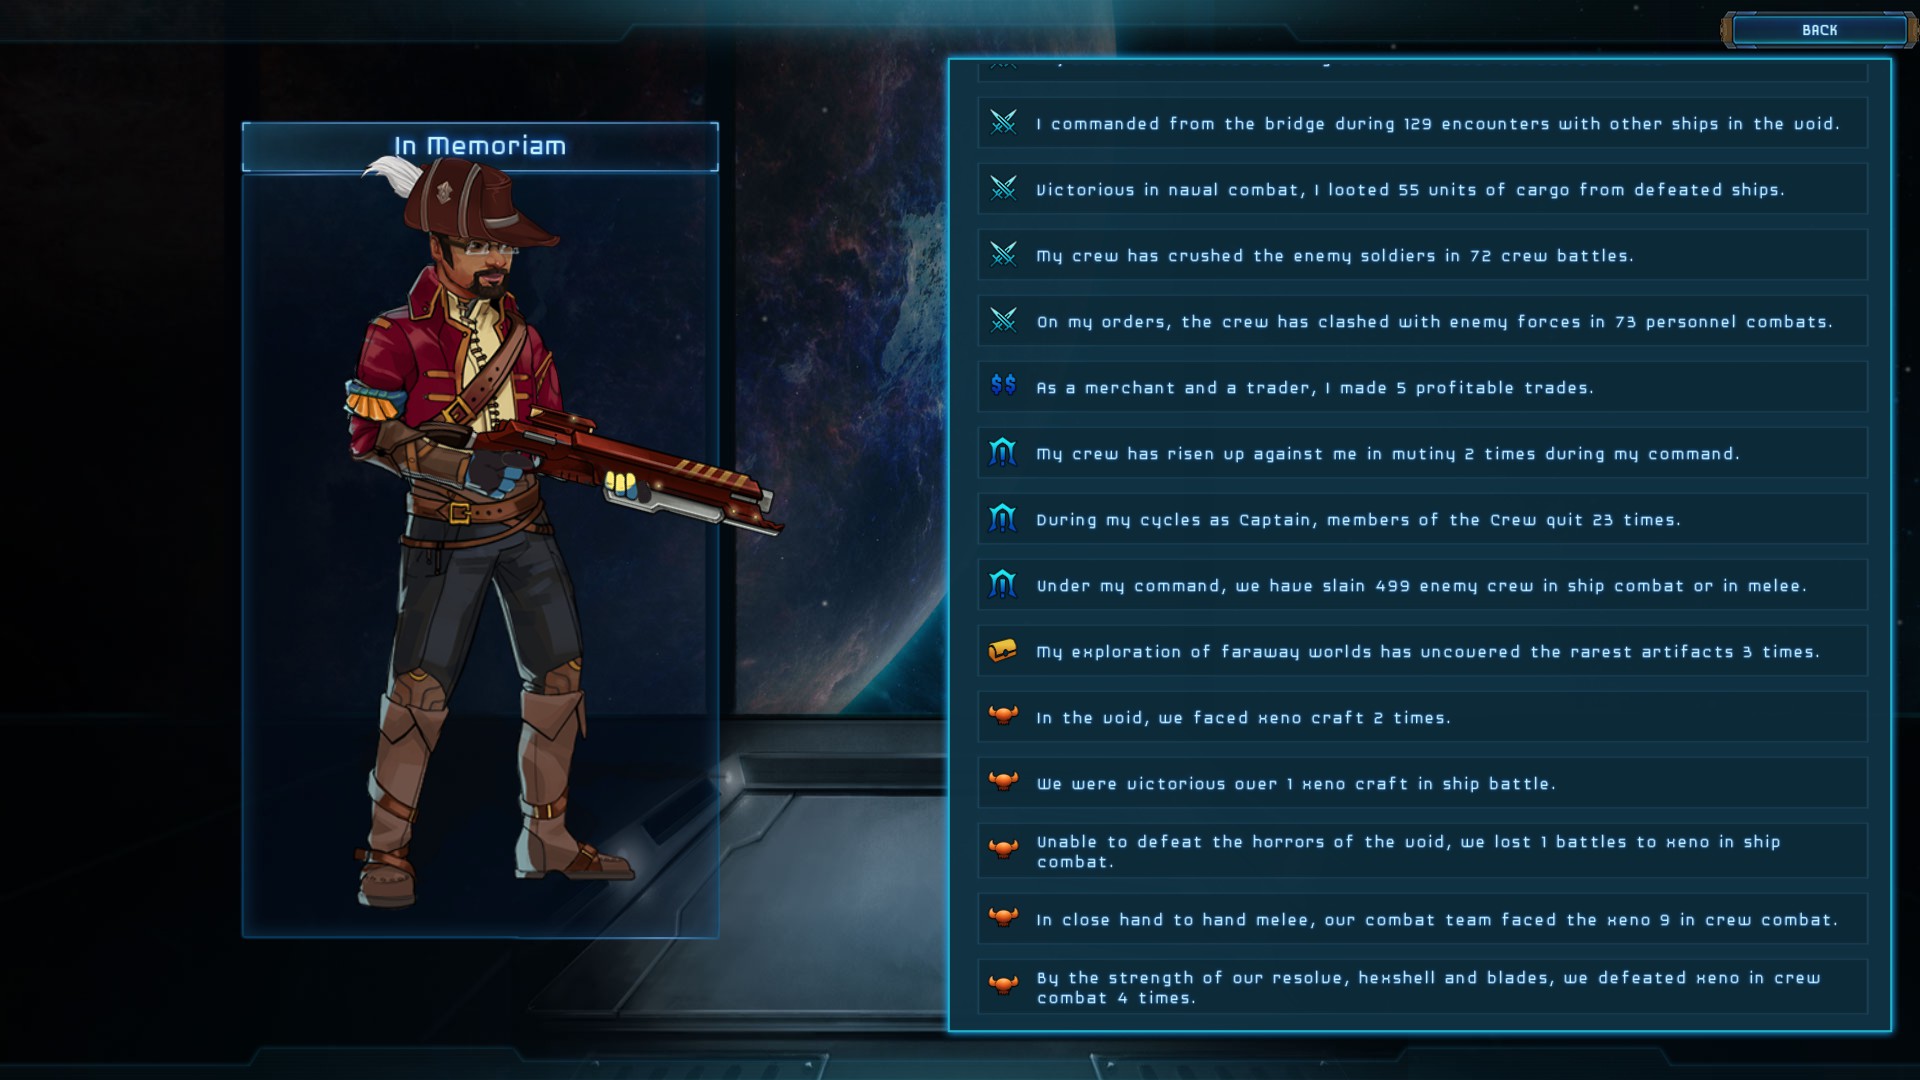 BACK
In Memoriam
I commanded from the bridge during 129 encounters with other ships in the void.
Victorious in naval combat, I looted 55 units of cargo from defeated ships.
My crew has crushed the enemy soldiers in 72 crew battles.
On my orders, the crew has clashed with enemy forces in 73 personnel combats.
$$
As a merchant and a trader, I made 5 profitable trades.
My crew has risen up against me in mutiny 2 times during my command.
During my cycles as Captain, members of the Crew quit 23 times.
Under my command, we have slain 499 enemy crew in ship combat or in melee.
My exploration of faraway worlds has uncovered the rarest artifacts 3 times.
In the void, we faced xeno craft 2 times.
We were victorious over 1 xeno craft in ship battle.
Unable to defeat the horrors of the void, we lost 1 battles to xeno in ship
combat.
In close hand to hand melee, our combat team faced the xeno 9 in crew combat.
By the strength of our resolve, hexshell and blades, we defeated xeno in crew
combat 4 times.